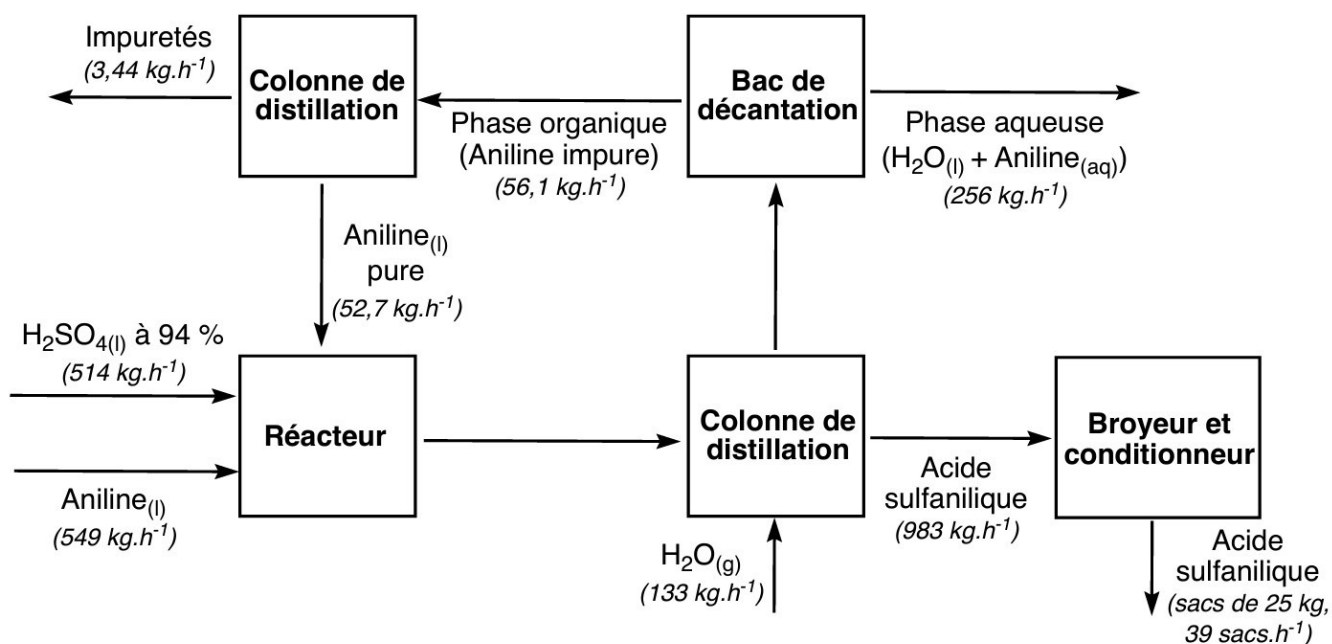 Impuretés
(3,44 kg.h⁻¹)
Colonne de
distillation
Phase organique
(Aniline impure)
(56,1 kg.h⁻¹)
Bac de
décantation
Phase aqueuse
(H₂O₍ₗ₎ + Aniline₍aq₎)
(256 kg.h⁻¹)
Aniline₍ₗ₎
pure
(52,7 kg.h⁻¹)
H₂SO₄₍ₗ₎ à 94 %
(514 kg.h⁻¹)
Aniline₍ₗ₎
(549 kg.h⁻¹)
Réacteur
Colonne de
distillation
H₂O₍g₎
(133 kg.h⁻¹)
Acide
sulfanilique
(983 kg.h⁻¹)
Broyeur et
conditionneur
Acide
sulfanilique
(sacs de 25 kg,
39 sacs.h⁻¹)